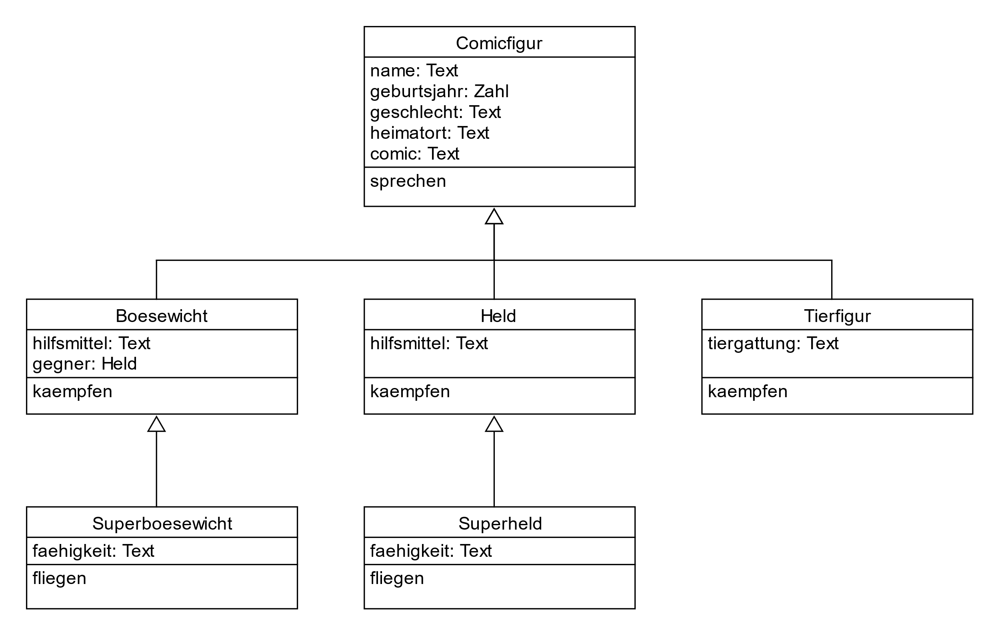 Comicfigur
name: Text
geburtsjahr: Zahl
geschlecht: Text
heimatort: Text
comic: Text
sprechen
Boesewicht
hilfsmittel: Text
gegner: Held
kaempfen
Held
hilfsmittel: Text
kaempfen
Tierfigur
tiergattung: Text
kaempfen
Superboesewicht
faehigkeit: Text
fliegen
Superheld
faehigkeit: Text
fliegen